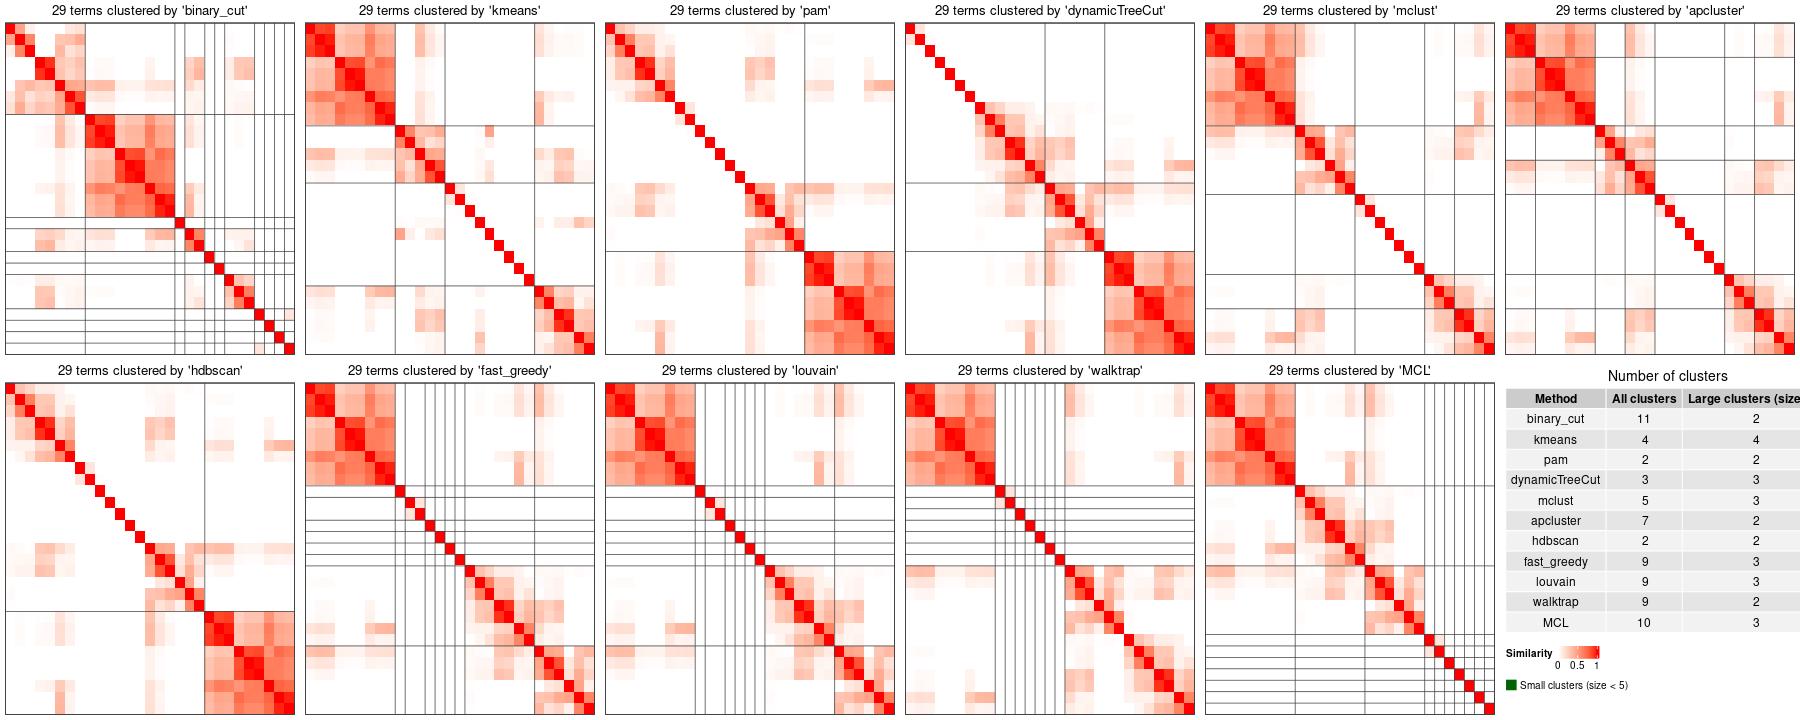 29 terms clustered by 'binary_cut'
29 terms clustered by 'kmeans'
29 terms clustered by 'pam'
29 terms clustered by 'dynamicTreeCut'
29 terms clustered by 'mclust'
29 terms clustered by 'apcluster'
29 terms clustered by 'hdbscan'
29 terms clustered by 'fast_greedy'
29 terms clustered by 'louvain'
29 terms clustered by 'walktrap'
29 terms clustered by 'MCL'
Number of clusters
Method All clusters Large clusters (size
binary_cut 11 2
kmeans 4 4
pam 2 2
dynamicTreeCut 3 3
mclust 5 3
apcluster 7 2
hdbscan 2 2
fast_greedy 9 3
louvain 9 3
walktrap 9 2
MCL 10 3
Similarity
0 0.5 1
Small clusters (size < 5)